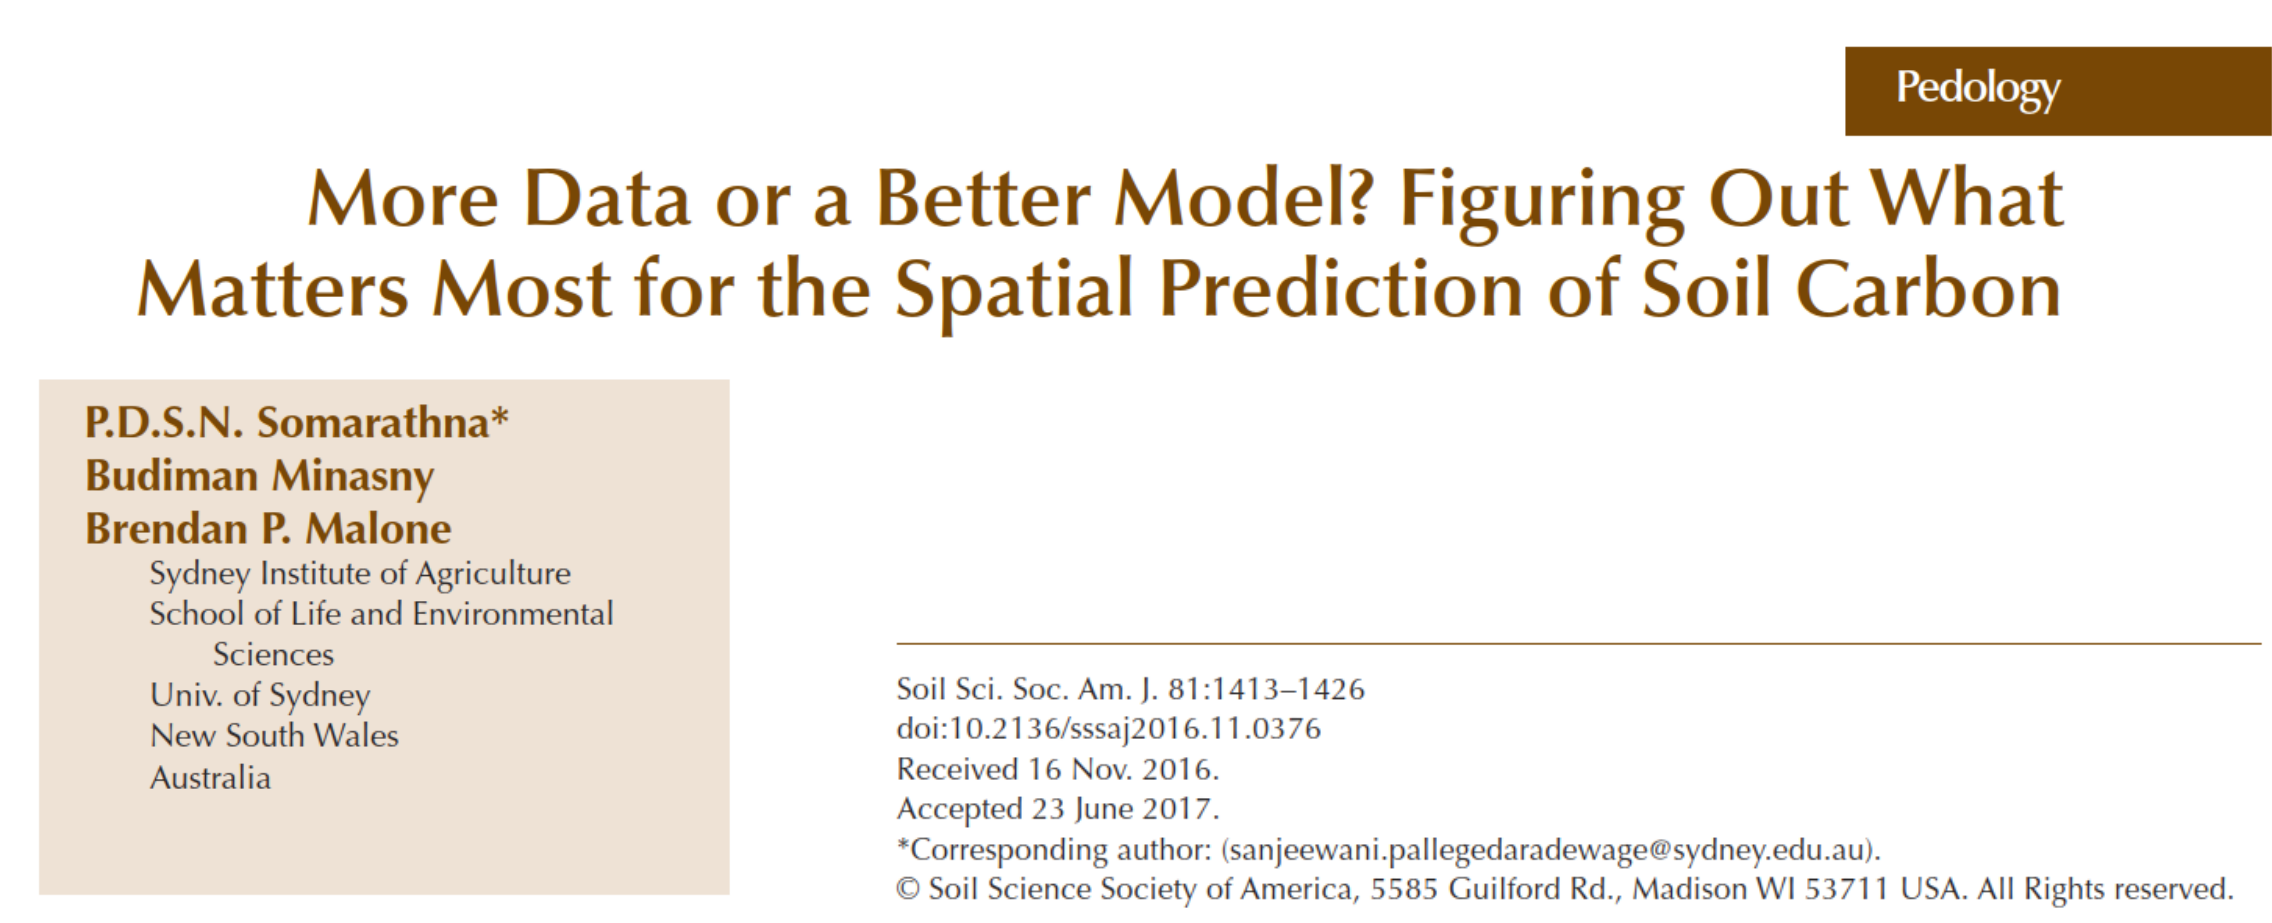 Pedology
More Data or a Better Model? Figuring Out What
Matters Most for the Spatial Prediction of Soil Carbon
P.D.S.N. Somarathna*
Budiman Minasny
Brendan P. Malone
Sydney Institute of Agriculture
School of Life and Environmental
Sciences
Univ. of Sydney
New South Wales
Australia
Soil Sci. Soc. Am. J. 81:1413–1426
doi:10.2136/sssaj2016.11.0376
Received 16 Nov. 2016.
Accepted 23 June 2017.
*Corresponding author: (sanjeewani.pallegedaradewage@sydney.edu.au).
© Soil Science Society of America, 5585 Guilford Rd., Madison WI 53711 USA. All Rights reserved.